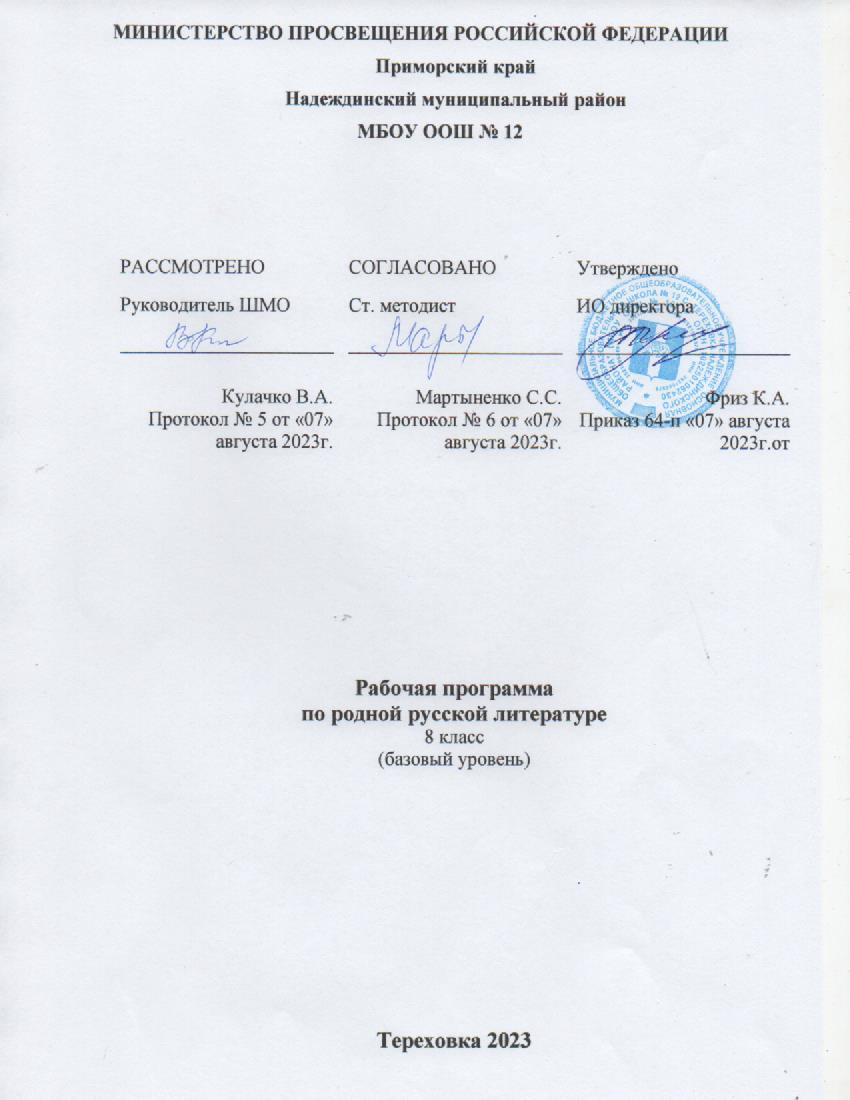 МИНИСТЕРСТВО ПРОСВЕЩЕНИЯ РОССИЙСКОЙ ФЕДЕРАЦИИ
Приморский край
Надеждинский муниципальный район
МБОУ ООШ № 12
РАССМОТРЕНО
Руководитель ШМО
Кулачко В.А.
Протокол № 5 от «07»
августа 2023г.
СОГЛАСОВАНО
Ст. методист
Мартыненко С.С.
Протокол № 6 от «07»
августа 2023г.
Утверждено
ИО директора
Фриз К.А.
Приказ 64-п «07» августа
2023г.от
Рабочая программа
по родной русской литературе
8 класс
(базовый уровень)
Тереховка 2023